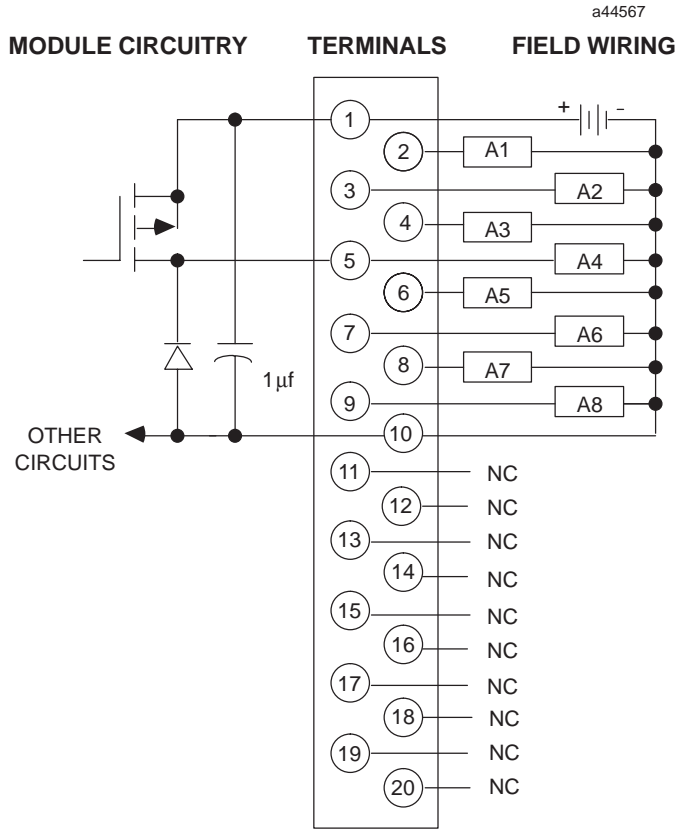 a44567
MODULE CIRCUITRY TERMINALS FIELD WIRING
+ −
1
2 A1
3 A2
4 A3
5 A4
6 A5
7 A6
8 A7
1µf
9 A8
OTHER
CIRCUITS
10
11 NC
12 NC
13 NC
14 NC
15 NC
16 NC
17 NC
18 NC
19 NC
20 NC